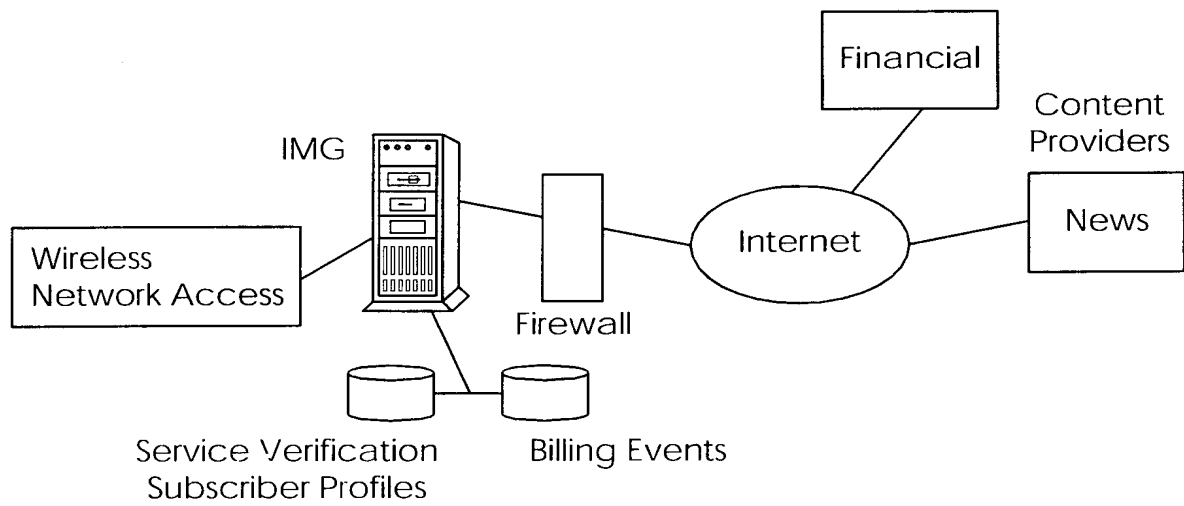 Financial
Content
Providers
IMG
News
Internet
Wireless
Network Access
Firewall
Service Verification
Subscriber Profiles
Billing Events